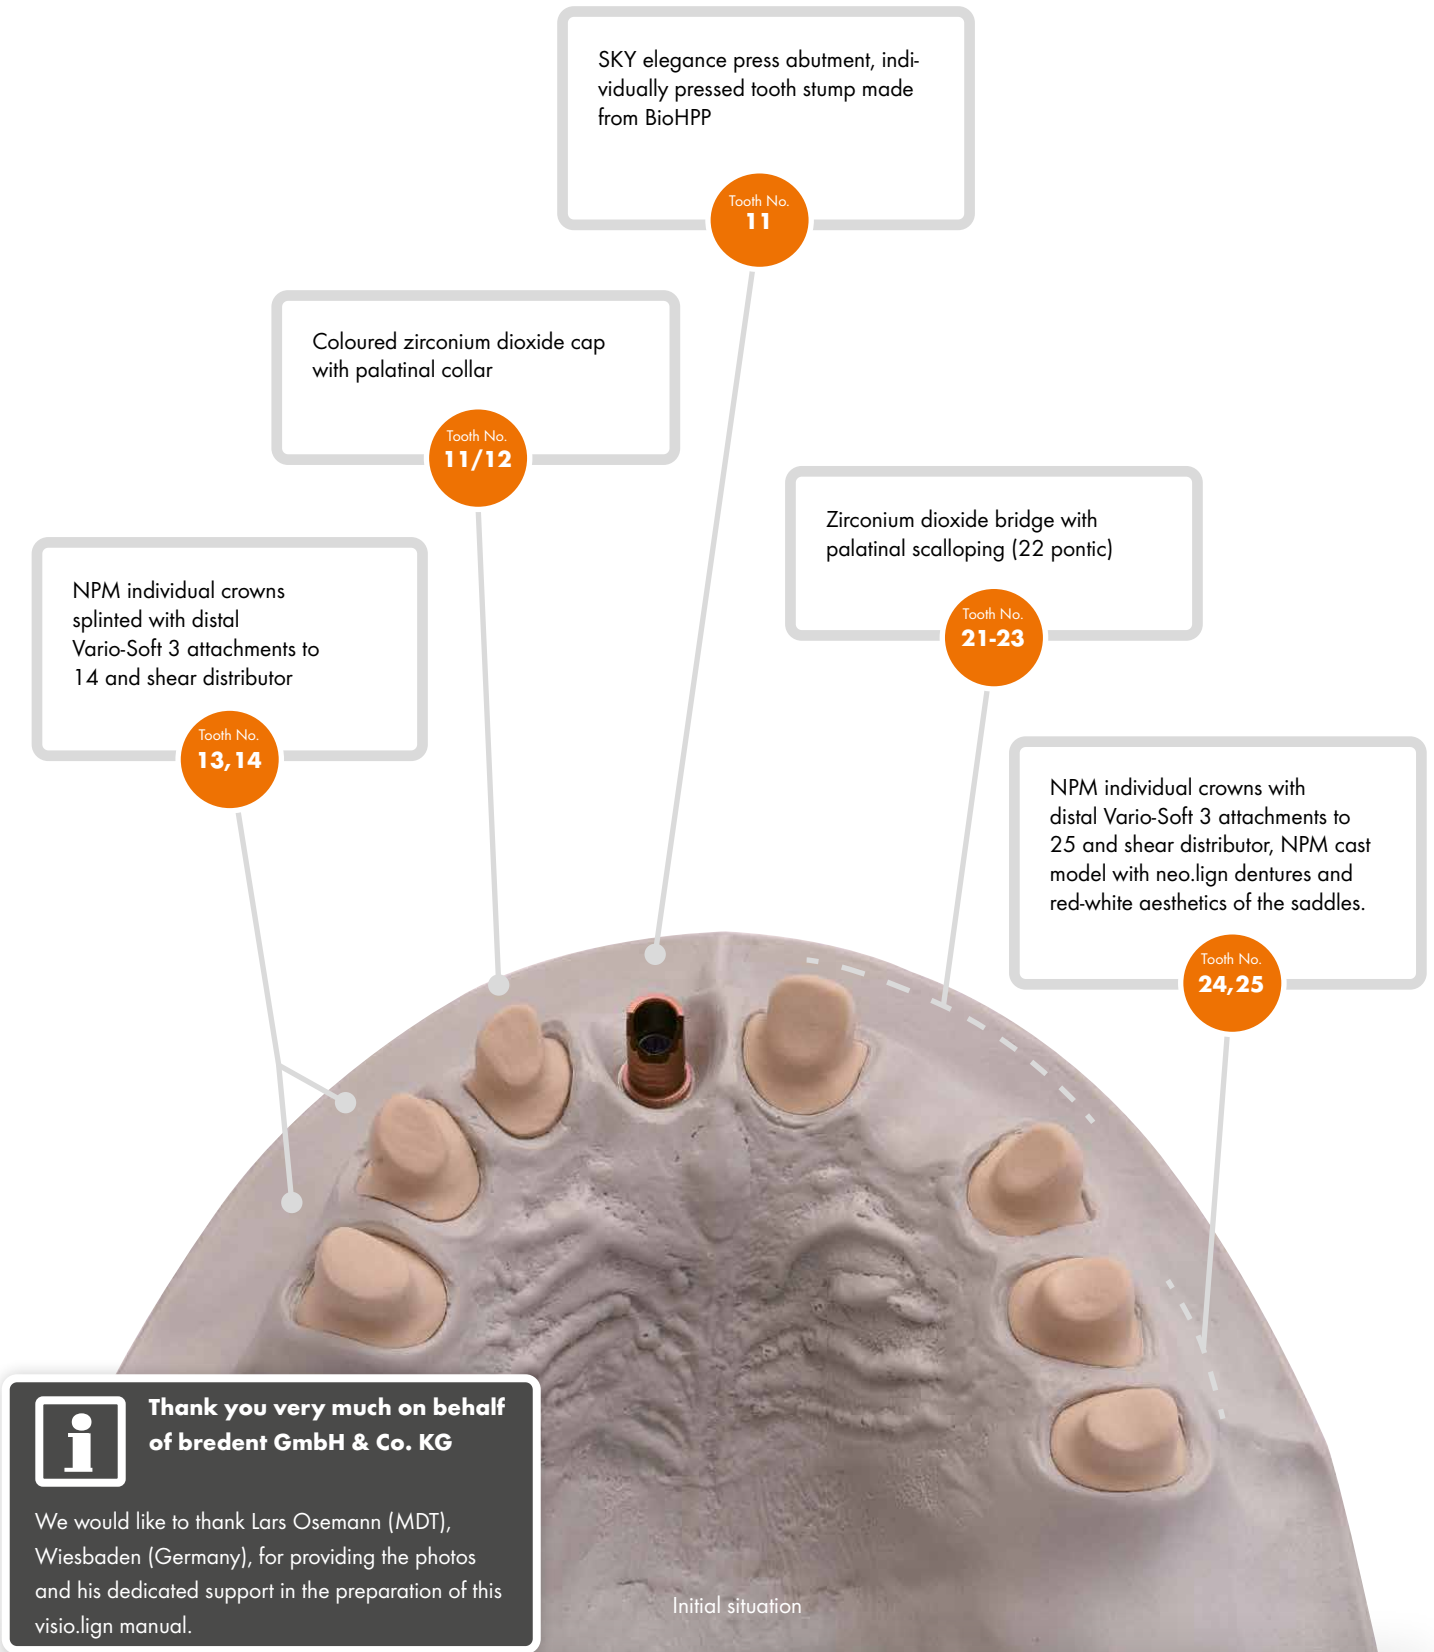 SKY elegance press abutment, indi-
vidually pressed tooth stump made
from BioHPP
Tooth No.
11
Coloured zirconium dioxide cap
with palatinal collar
Tooth No.
11/12
Zirconium dioxide bridge with
palatinal scalloping (22 pontic)
Tooth No.
21-23
NPM individual crowns
splinted with distal
Vario-Soft 3 attachments to
14 and shear distributor
Tooth No.
13,14
NPM individual crowns with
distal Vario-Soft 3 attachments to
25 and shear distributor, NPM cast
model with neo.lign dentures and
red-white aesthetics of the saddles.
Tooth No.
24,25
i
Thank you very much on behalf
of bredent GmbH & Co. KG
We would like to thank Lars Osemann (MDT),
Wiesbaden (Germany), for providing the photos
and his dedicated support in the preparation of this
visio.lign manual.
Initial situation